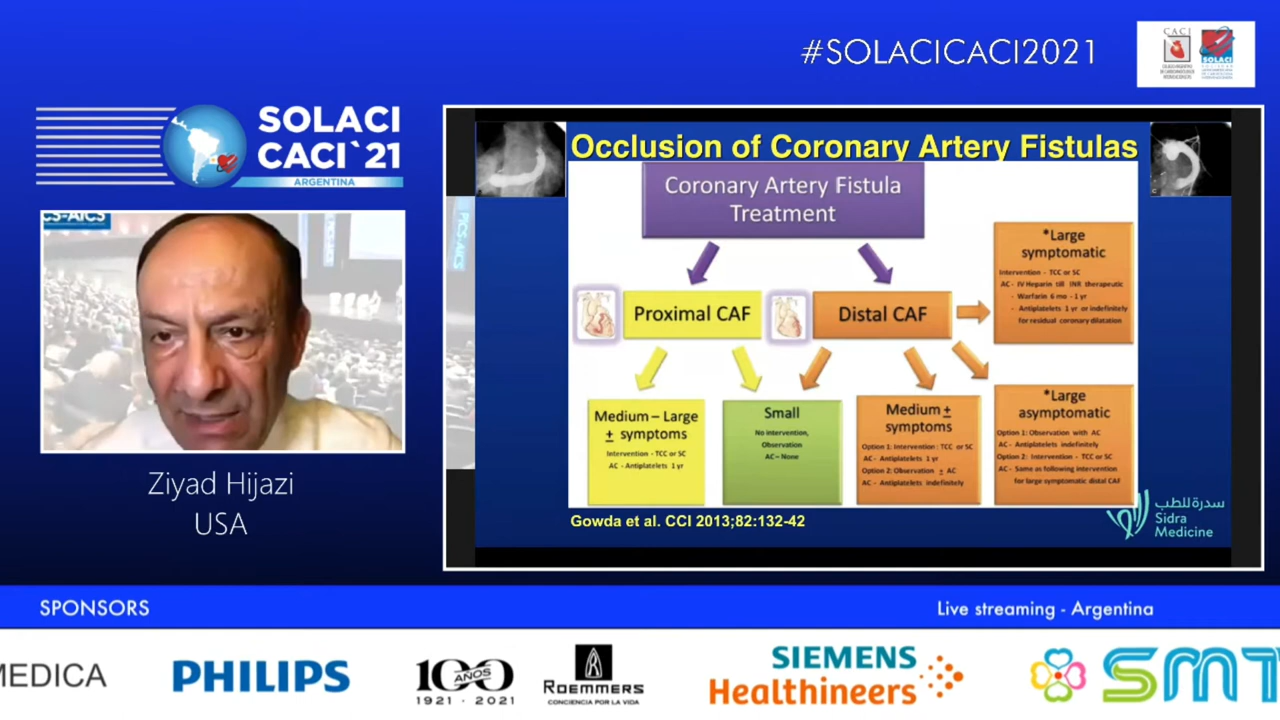 #SOLACICACI2021
CACI
SOLACI
SOLACI
CACI`21
ARGENTINA
PICS-AICS
Ziyad Hijazi
USA
Occlusion of Coronary Artery Fistulas
Coronary Artery Fistula
Treatment
Proximal CAF
Distal CAF
*Large
symptomatic
Intervention - TCC or SC
AC - IV Heparin till INR therapeutic
- Warfarin 6 mo - 1 yr
- Antiplatelets 1 yr or indefinitely
for residual coronary dilatation
Medium – Large
± symptoms
Intervention - TCC or SC
AC - Antiplatelets 1 yr
Small
No intervention,
Observation
AC – None
Medium ±
symptoms
Option 1: Intervention : TCC or SC
AC - Antiplatelets 1 yr
Option 2: Observation ± AC
AC - Antiplatelets indefinitely
*Large
asymptomatic
Option 1: Observation with AC
AC - Antiplatelets indefinitely
Option 2: Intervention - TCC or SC
AC - Same as following intervention
for large symptomatic distal CAF
Gowda et al. CCI 2013;82:132-42
سدرة للطب
Sidra
Medicine
SPONSORS
Live streaming - Argentina
MEDICA
PHILIPS
100
AÑOS
1921 - 2021
ROEMMERS
CONCIENCIA POR LA VIDA
SIEMENS
Healthineers
SMT